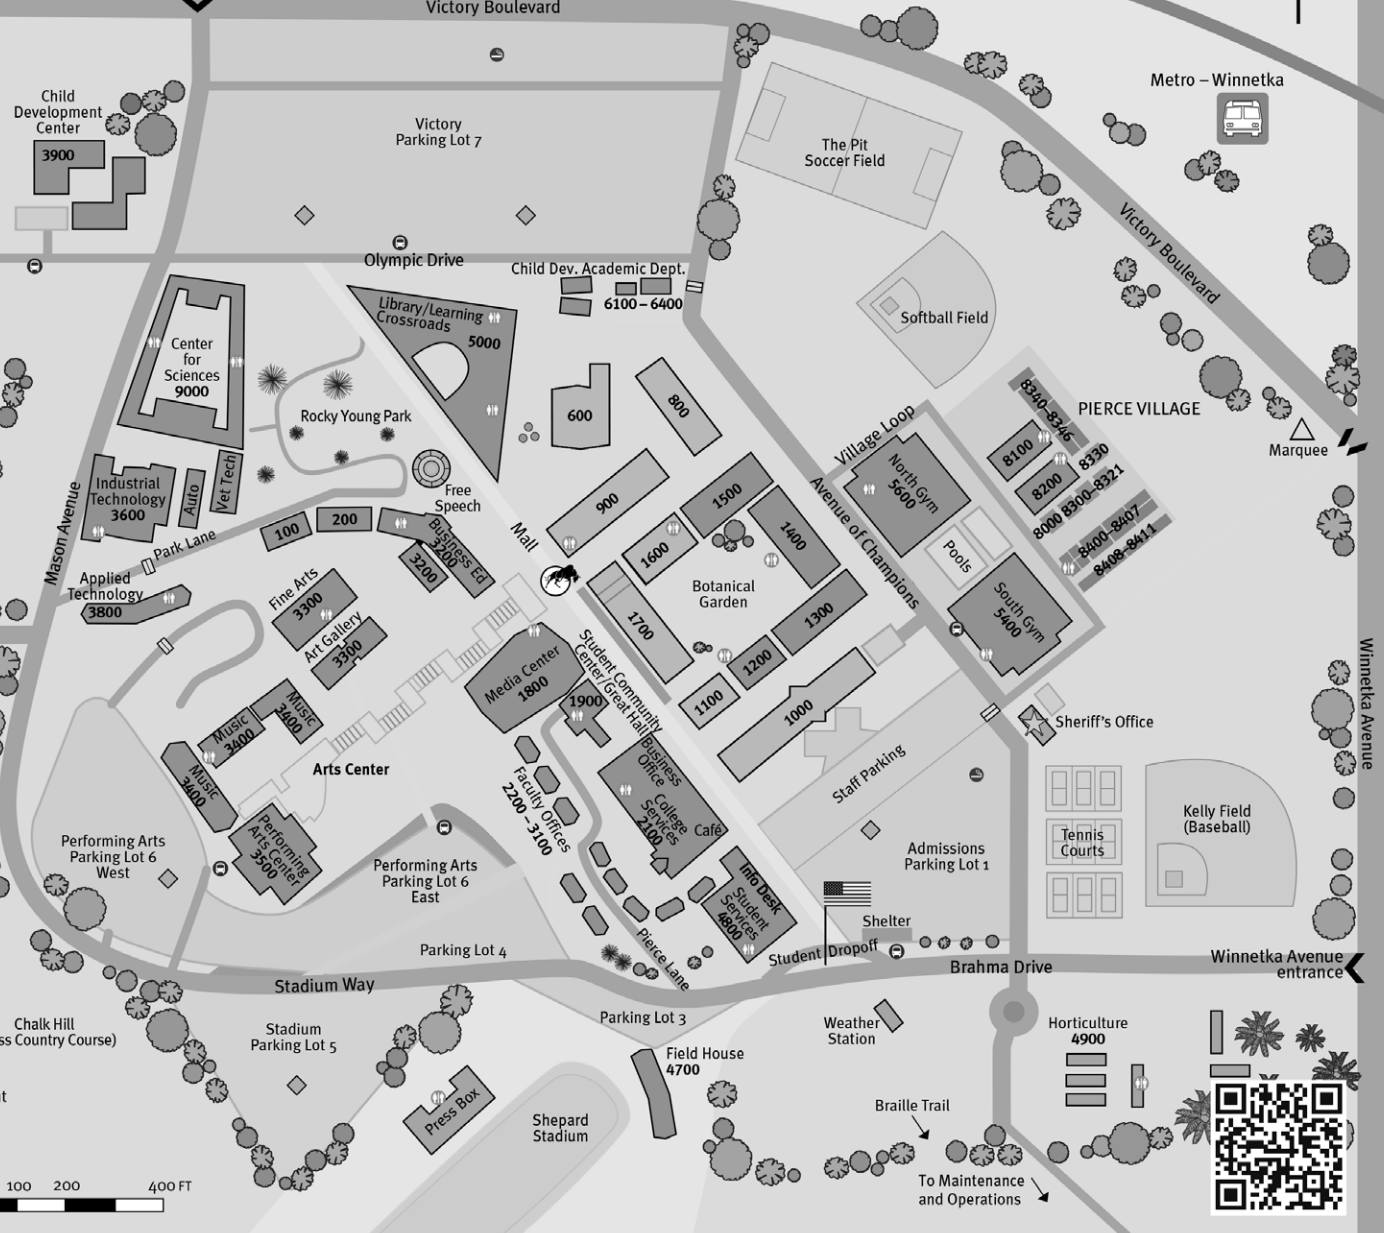 Victory Boulevard
Metro – Winnetka
Child
Development
Center
3900
Victory
Parking Lot 7
The Pit
Soccer Field
Victory Boulevard
Olympic Drive
Child Dev. Academic Dept.
6100 – 6400
Library/Learning
Crossroads
5000
Softball Field
Center
for
Sciences
9000
Rocky Young Park
600
800
Village Loop
8340–8346
PIERCE VILLAGE
Marquee
8100
8330
8200
8300–8321
8000
8400–8407
8408–8411
North Gym
5600
Pools
South Gym
5400
Avenue of Champions
Industrial
Technology
3600
Auto
Vet Tech
Free
Speech
Mall
900
1500
1400
1600
Botanical
Garden
1300
1200
1100
1000
1700
Mason Avenue
Park Lane
100
200
Business Ed
3200
3200
Applied
Technology
3800
Fine Arts
3300
Art Gallery
3300
Media Center
1800
1900
Student Community
Center/Great Hall
Music
3400
Music
3400
Music
3400
Arts Center
Performing
Arts Center
3500
Faculty Offices
2200 – 3100
Business
Office
College
Services
2100
Café
Staff Parking
Sheriff's Office
Winnetka Avenue
Tennis
Courts
Kelly Field
(Baseball)
Performing Arts
Parking Lot 6
West
Performing Arts
Parking Lot 6
East
Admissions
Parking Lot 1
Info Desk
Student
Services
4800
Shelter
Student Dropoff
Parking Lot 4
Pierce Lane
Stadium Way
Brahma Drive
Winnetka Avenue
entrance
Chalk Hill
ss Country Course)
nt
Stadium
Parking Lot 5
Parking Lot 3
Field House
4700
Weather
Station
Horticulture
4900
Press Box
Shepard
Stadium
Braille Trail
To Maintenance
and Operations
100 200 400 FT